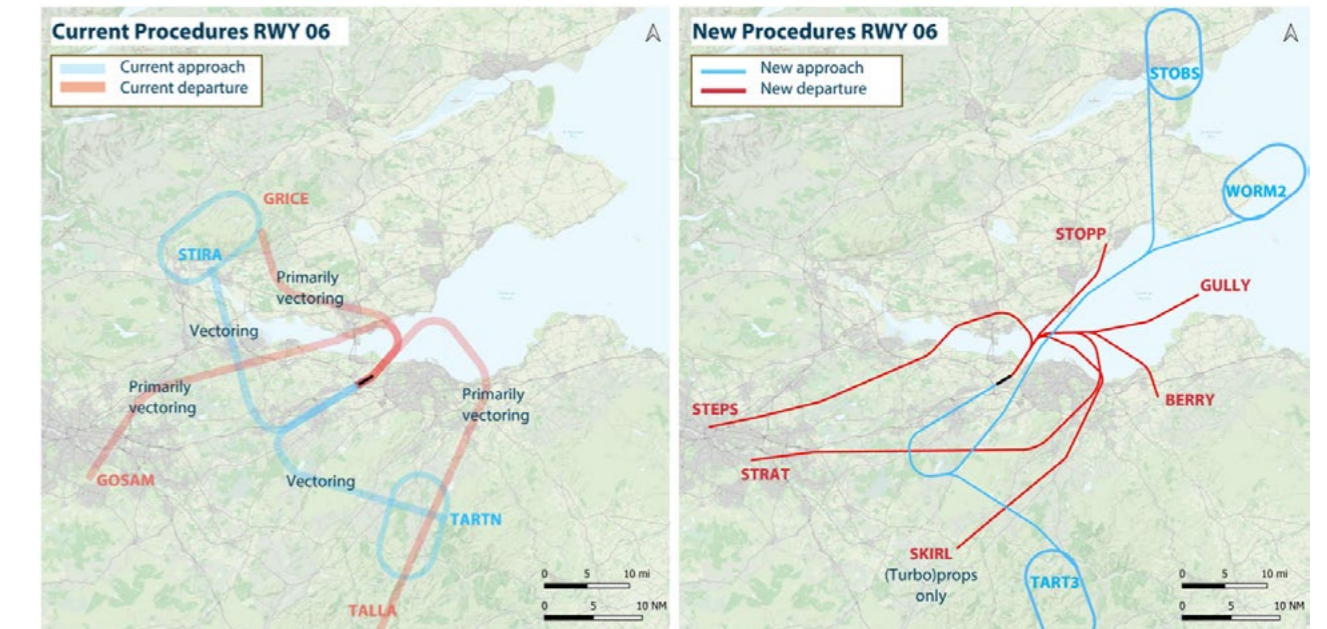 Current Procedures RWY 06
Current approach
Current departure
GRICE
STIRA
Primarily
vectoring
Vectoring
Primarily
vectoring
Primarily
vectoring
GOSAM
Vectoring
TARTN
TALLA
0 5 10 mi
0 5 10 NM
New Procedures RWY 06
New approach
New departure
STOBS
WORM2
STOPP
GULLY
STEPS
BERRY
STRAT
SKIRL
(Turbo)props
only
TART3
0 5 10 mi
0 5 10 NM